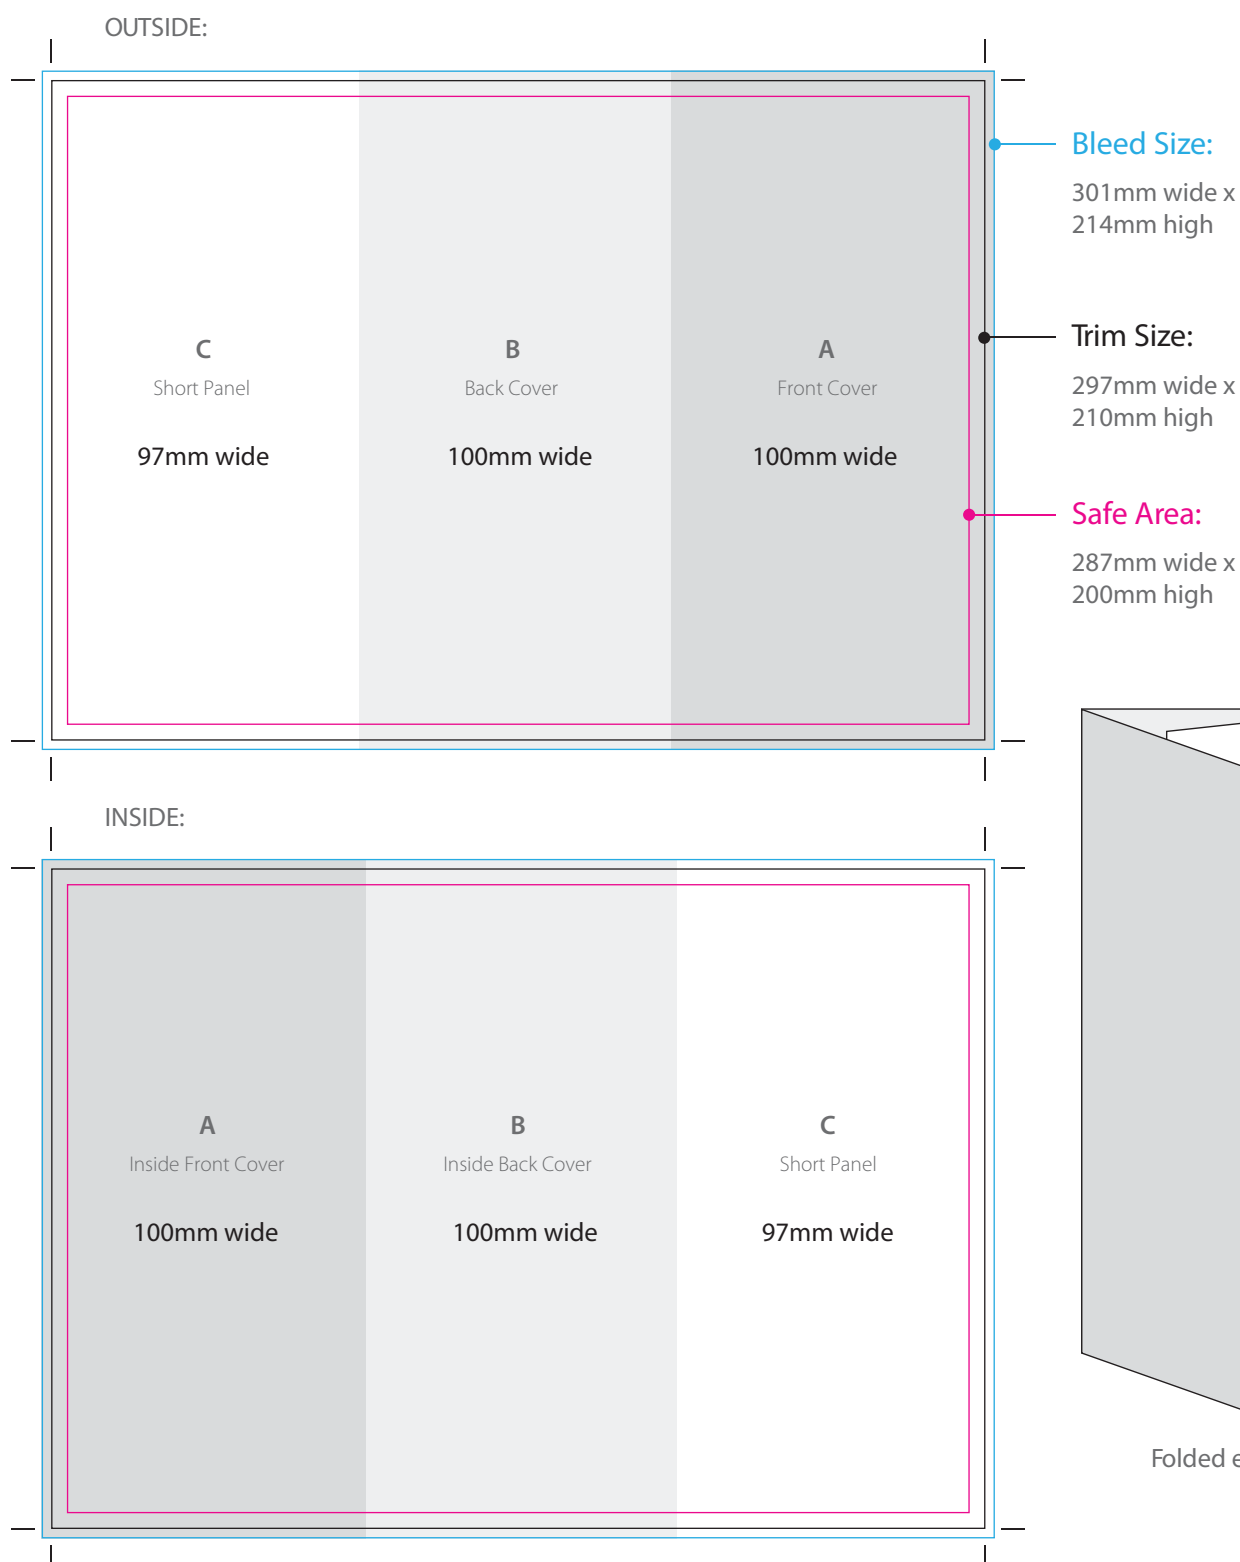 OUTSIDE:
C
Short Panel
97mm wide
B
Back Cover
100mm wide
A
Front Cover
100mm wide
Bleed Size:
301mm wide x
214mm high
Trim Size:
297mm wide x
210mm high
Safe Area:
287mm wide x
200mm high
INSIDE:
A
Inside Front Cover
100mm wide
B
Inside Back Cover
100mm wide
C
Short Panel
97mm wide
Folded